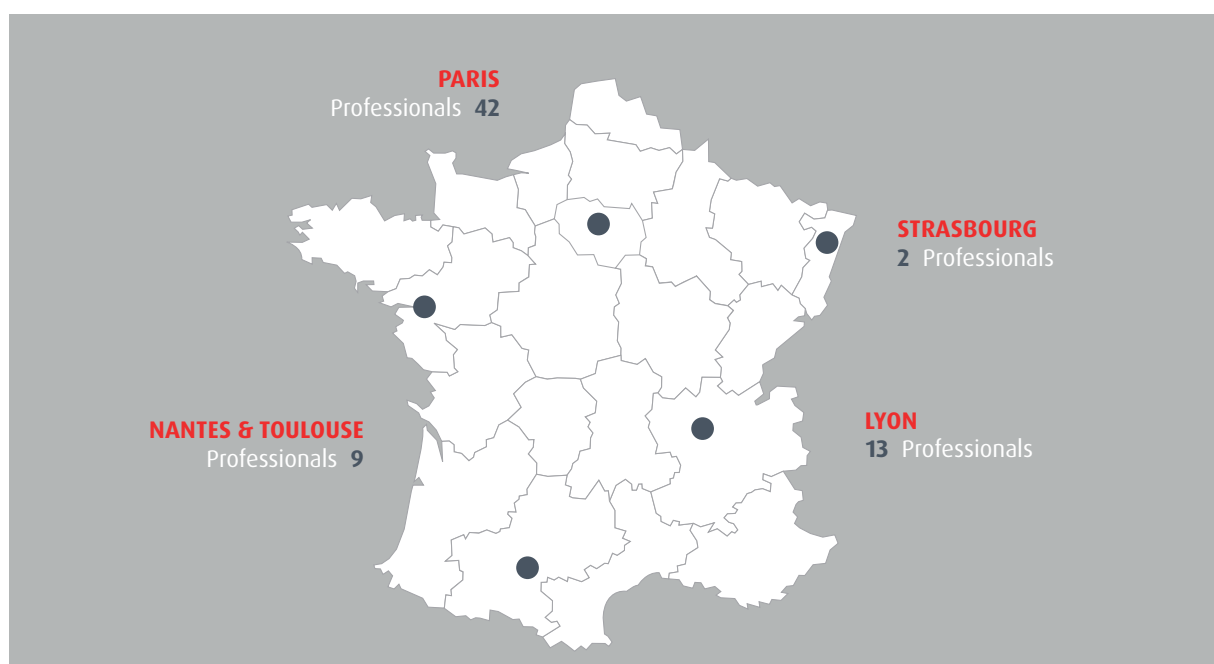 PARIS
Professionals 42
STRASBOURG
2 Professionals
NANTES & TOULOUSE
Professionals 9
LYON
13 Professionals